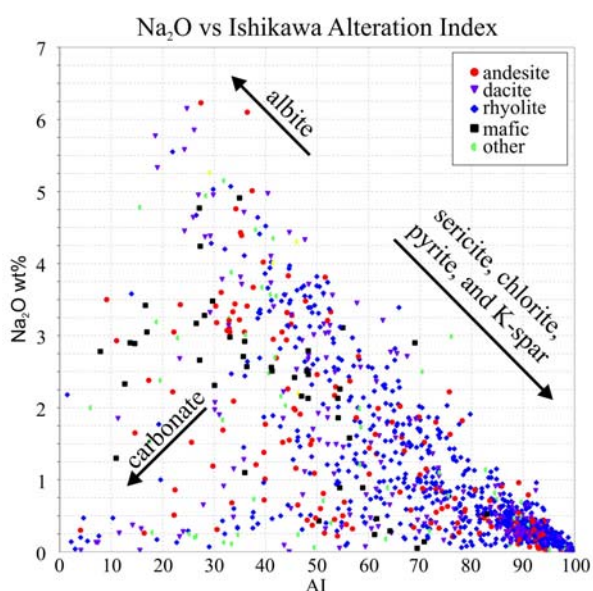 Na₂O vs Ishikawa Alteration Index
7
6
5
4
3
2
1
0
Na₂O wt%
andesite
dacite
rhyolite
mafic
other
albite
sericite, chlorite,
pyrite, and K-spar
carbonate
0 10 20 30 40 50 60 70 80 90 100
AI